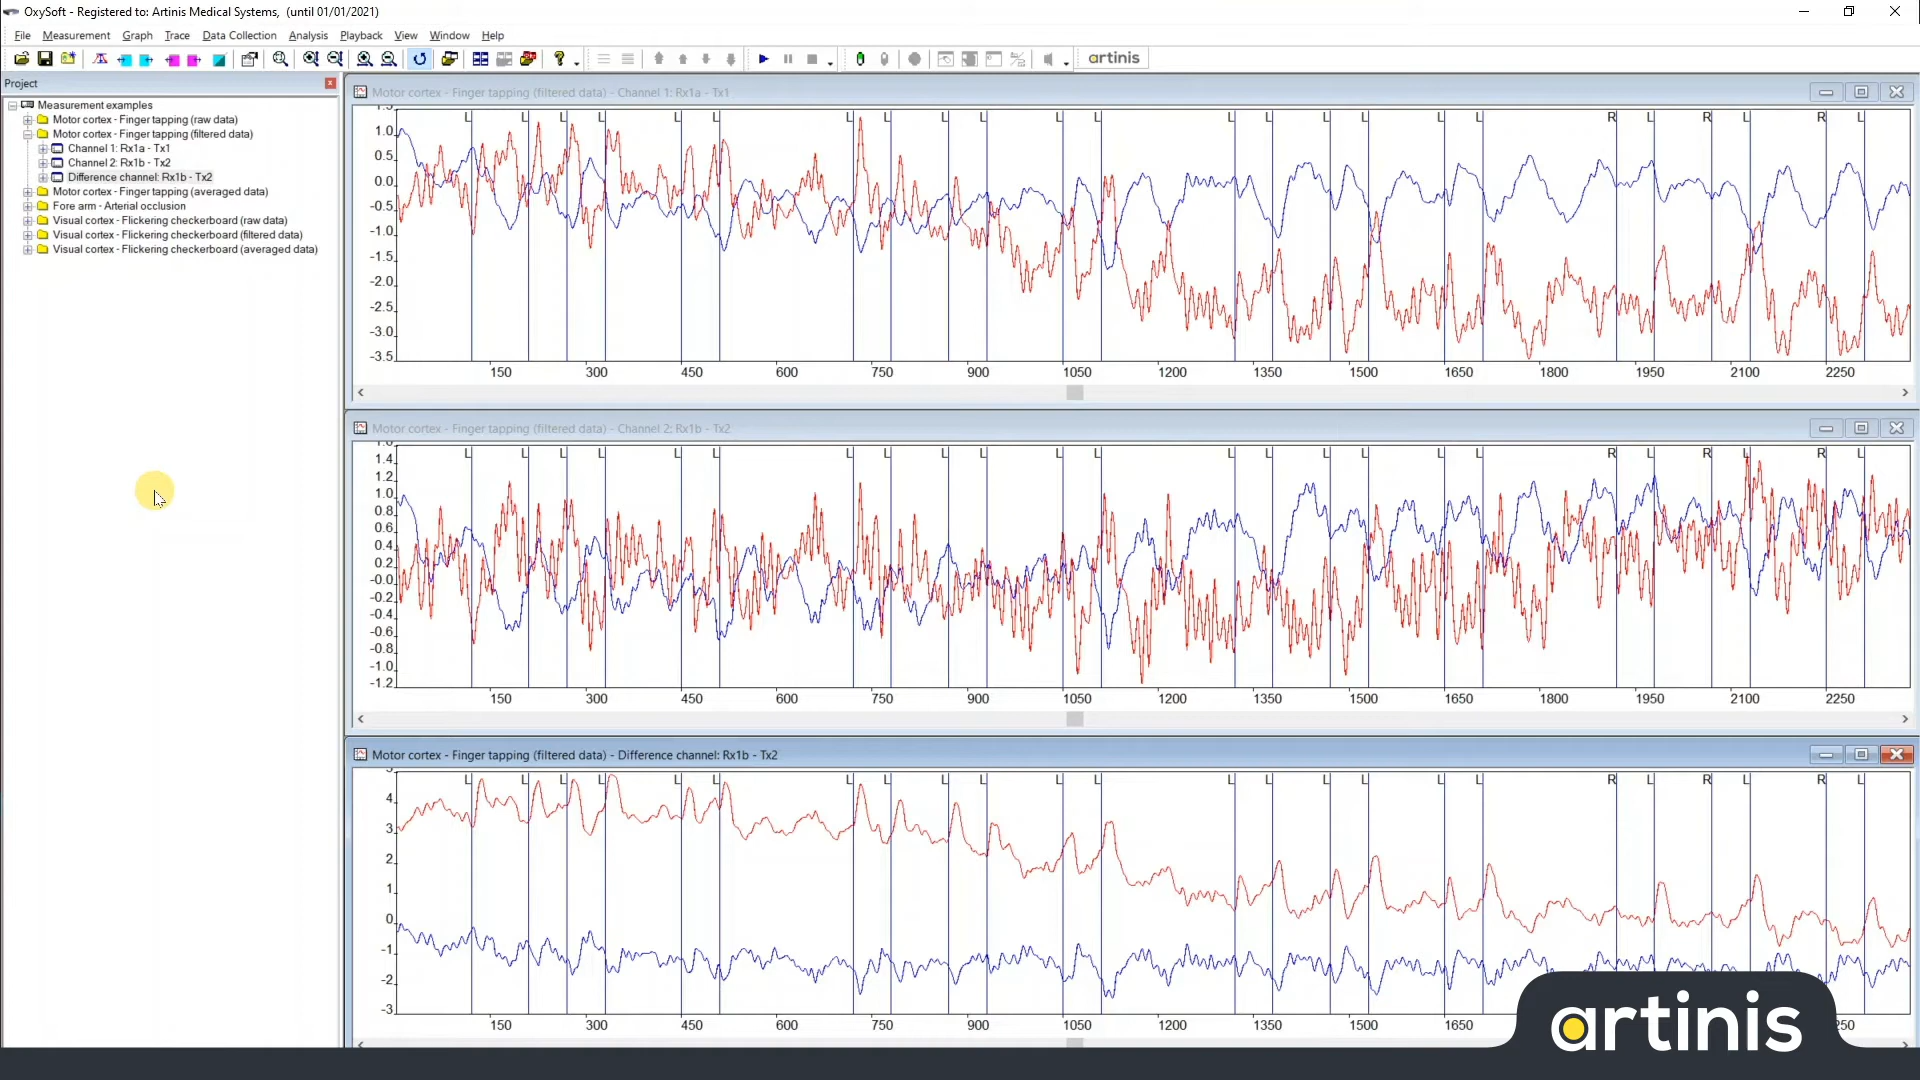 OxySoft - Registered to: Artinis Medical Systems,  (until 01/01/2021)
File Measurement Graph Trace Data Collection Analysis Playback View Window Help
artinis
Project
Measurement examples
Motor cortex - Finger tapping (raw data)
Motor cortex - Finger tapping (filtered data)
Channel 1: Rx1a - Tx1
Channel 2: Rx1b - Tx2
Difference channel: Rx1b - Tx2
Motor cortex - Finger tapping (averaged data)
Fore arm - Arterial occlusion
Visual cortex - Flickering checkerboard (raw data)
Visual cortex - Flickering checkerboard (filtered data)
Visual cortex - Flickering checkerboard (averaged data)
Motor cortex - Finger tapping (filtered data) - Channel 1: Rx1a - Tx1
L L L L L L L L L L L L L L L L L L R L R L R L
1.0
0.5
0.0
-0.5
-1.0
-1.5
-2.0
-2.5
-3.0
-3.5
150 300 450 600 750 900 1050 1200 1350 1500 1650 1800 1950 2100 2250
Motor cortex - Finger tapping (filtered data) - Channel 2: Rx1b - Tx2
L L L L L L L L L L L L L L L L L L R L R L R L
1.4
1.2
1.0
0.8
0.6
0.4
0.2
-0.0
-0.2
-0.4
-0.6
-0.8
-1.0
-1.2
150 300 450 600 750 900 1050 1200 1350 1500 1650 1800 1950 2100 2250
Motor cortex - Finger tapping (filtered data) - Difference channel: Rx1b - Tx2
L L L L L L L L L L L L L L L L L L R L R L R L
4
3
2
1
0
-1
-2
-3
150 300 450 600 750 900 1050 1200 1350 1500 1650 250
artinis